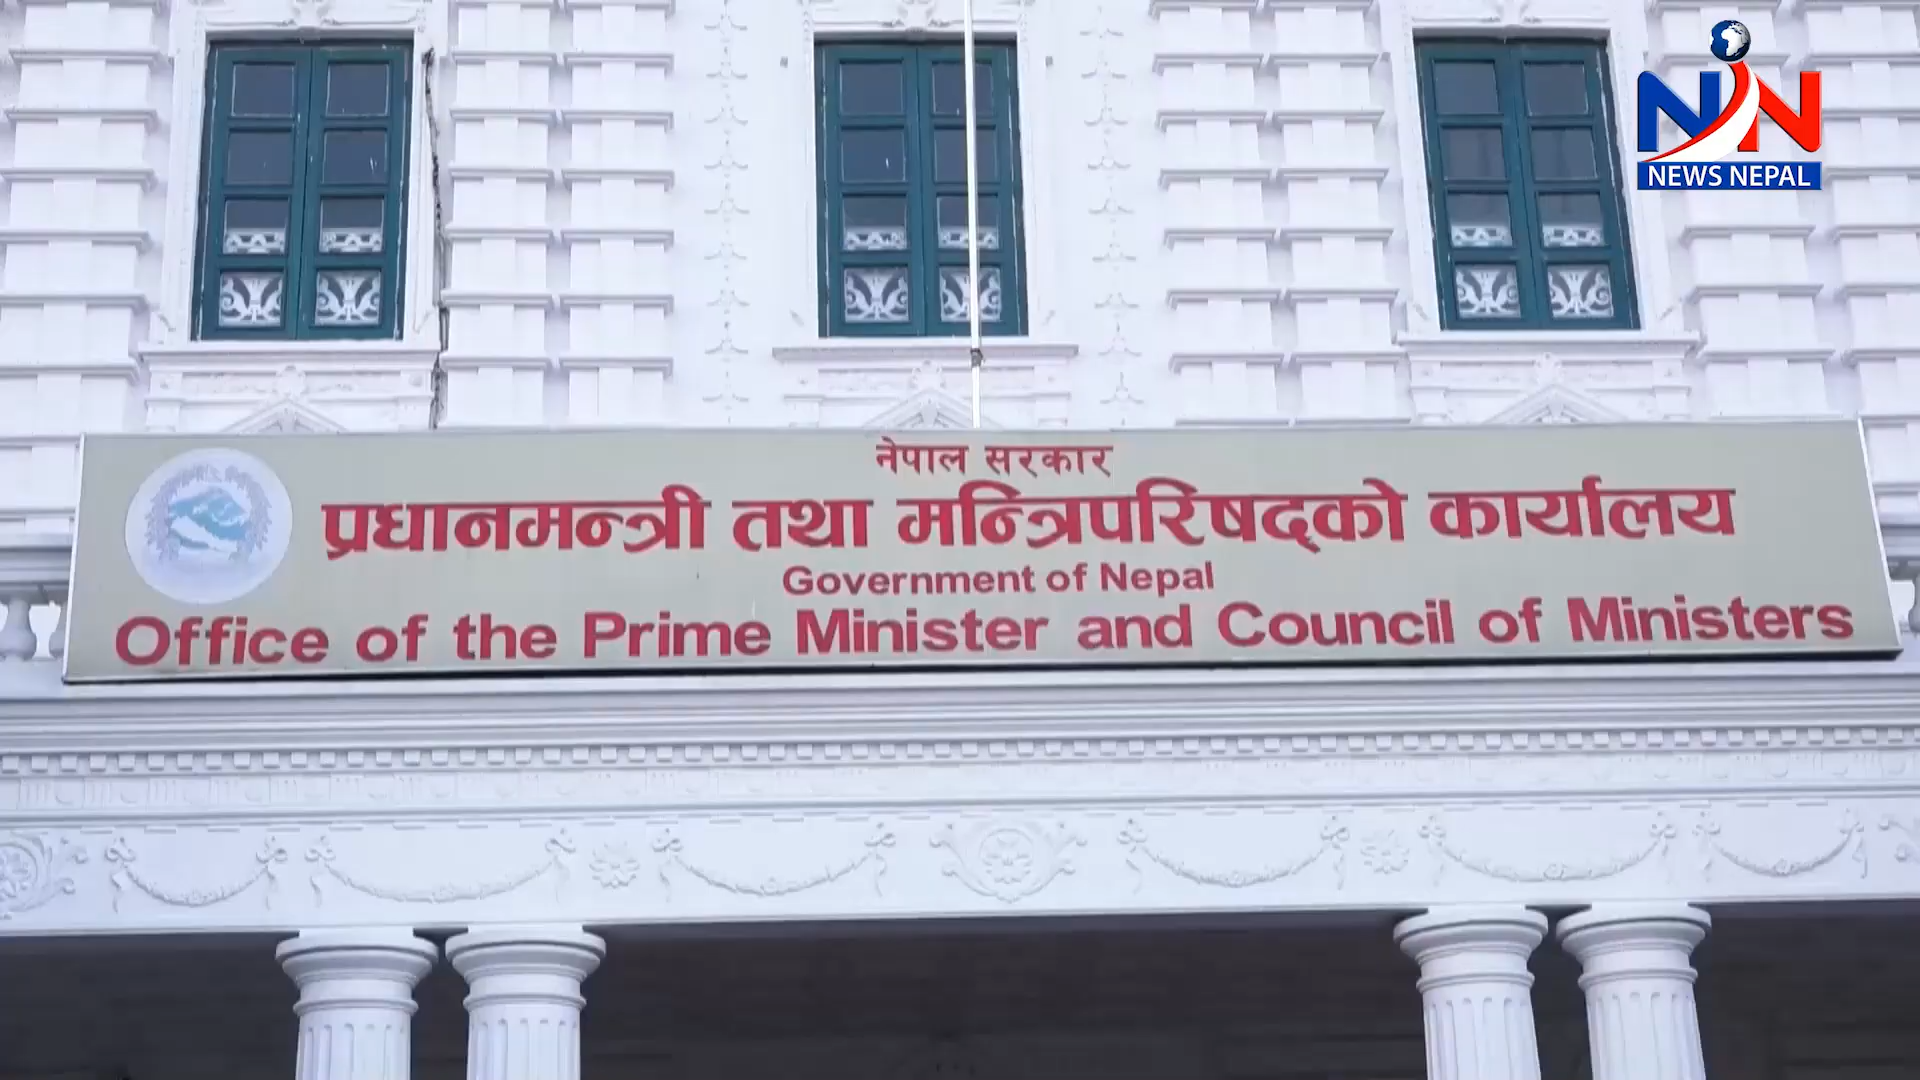 NIN
NEWS NEPAL
नेपाल सरकार
प्रधानमन्त्री तथा मन्त्रिपरिषद्को कार्यालय
Government of Nepal
Office of the Prime Minister and Council of Ministers